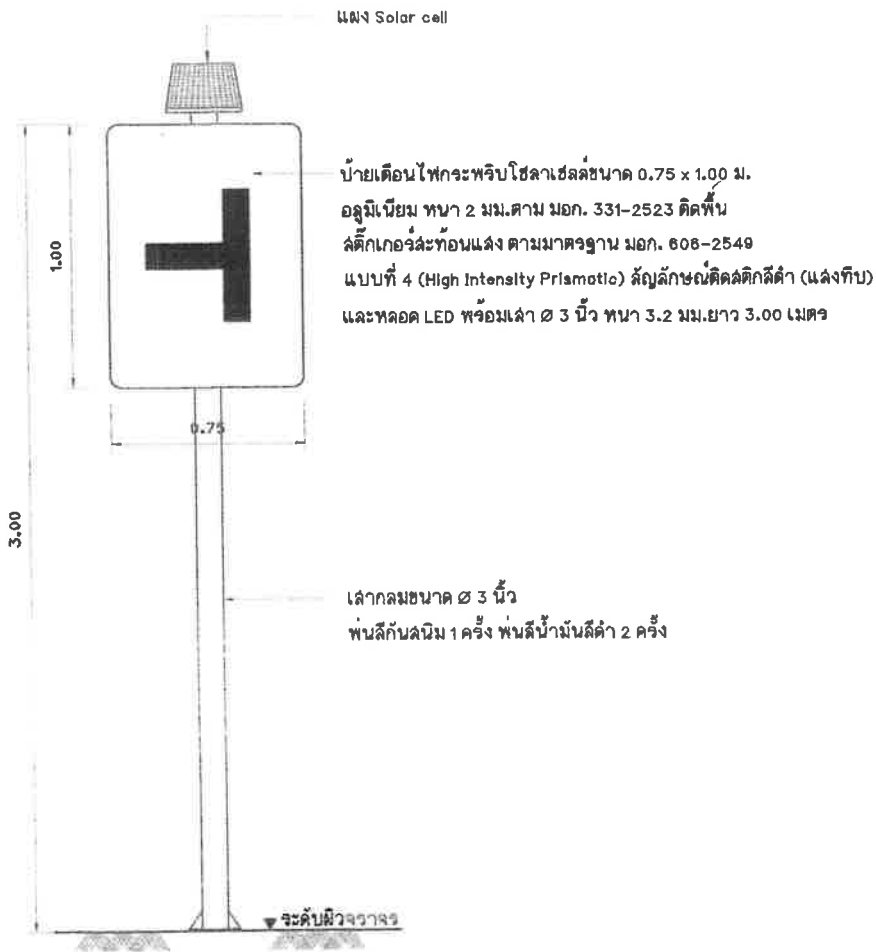 แผง Solar cell
ป้ายเตือนไฟกระพริบโซลาเซลล์ขนาด 0.75 x 1.00 ม.
อลูมิเนียม หนา 2 มม.ตาม มอก. 331-2523 ติดพื้น
สติ๊กเกอร์สะท้อนแสง ตามมาตรฐาน มอก. 606-2549
แบบที่ 4 (High Intensity Prismatic) สัญลักษณ์ติดสติกสีดำ (แสงทึบ)
และหลอด LED พร้อมเสา Ø 3 นิ้ว หนา 3.2 มม.ยาว 3.00 เมตร
1.00
0.75
3.00
เสากลมขนาด Ø 3 นิ้ว
พ่นสีกันสนิม 1 ครั้ง พ่นสีน้ำมันสีดำ 2 ครั้ง
ระดับผิวจราจร